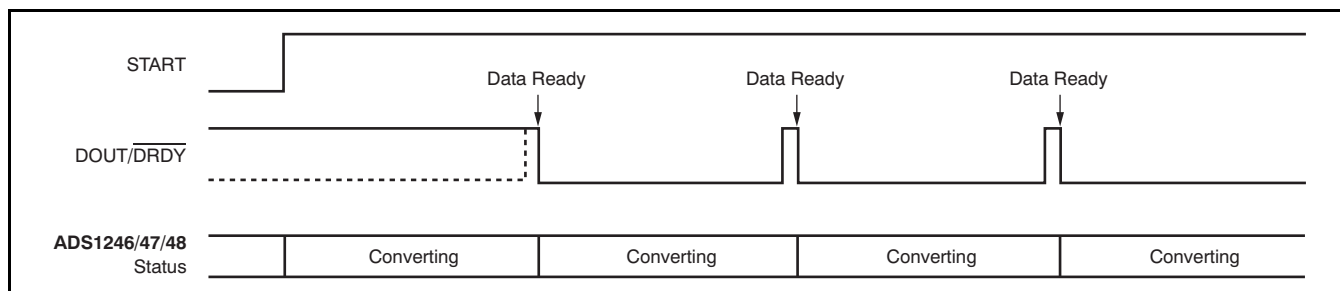 START
Data Ready Data Ready Data Ready
DOUT/DRDY
ADS1246/47/48
Status
Converting Converting Converting Converting